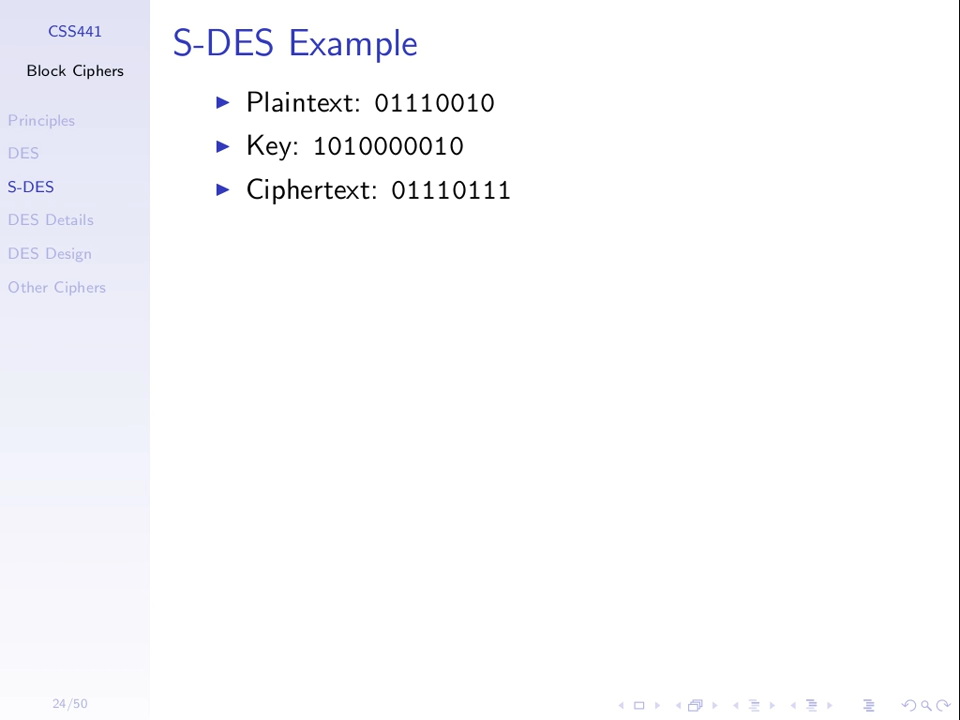 CSS441
Block Ciphers
Principles
DES
S-DES
DES Details
DES Design
Other Ciphers
24/50
S-DES Example
Plaintext: 01110010
Key: 1010000010
Ciphertext: 01110111